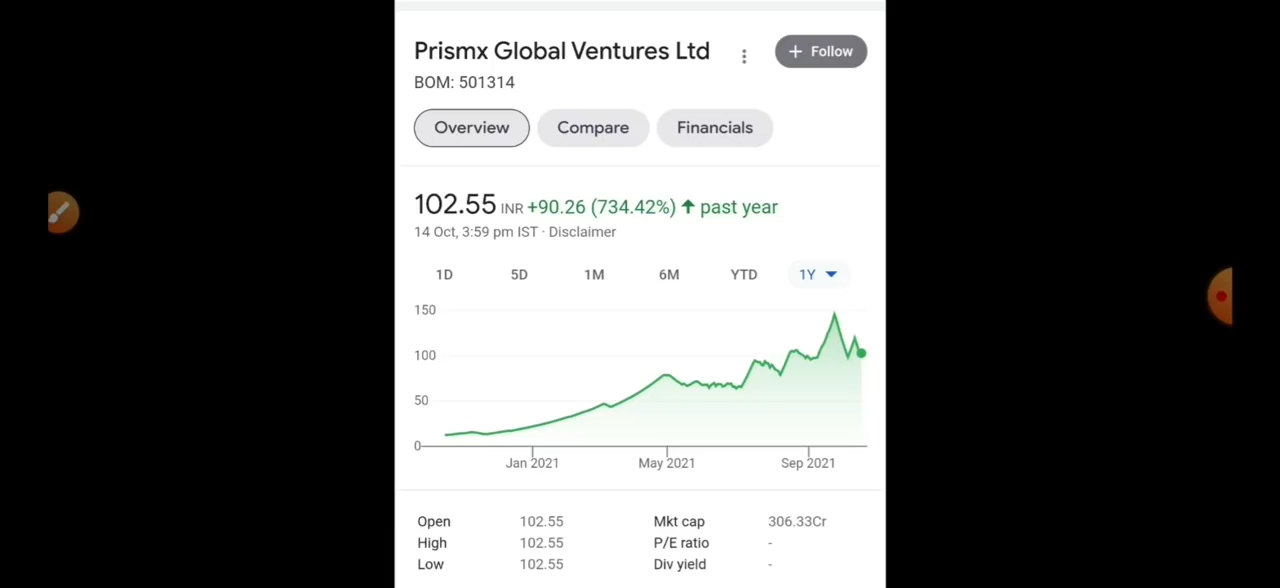 Prismx Global Ventures Ltd
+ Follow
BOM: 501314
Overview Compare Financials
102.55 INR +90.26 (734.42%) ↑ past year
14 Oct, 3:59 pm IST · Disclaimer
1D 5D 1M 6M YTD 1Y
150
100
50
0
Jan 2021 May 2021 Sep 2021
Open 102.55 Mkt cap 306.33Cr
High 102.55 P/E ratio -
Low 102.55 Div yield -